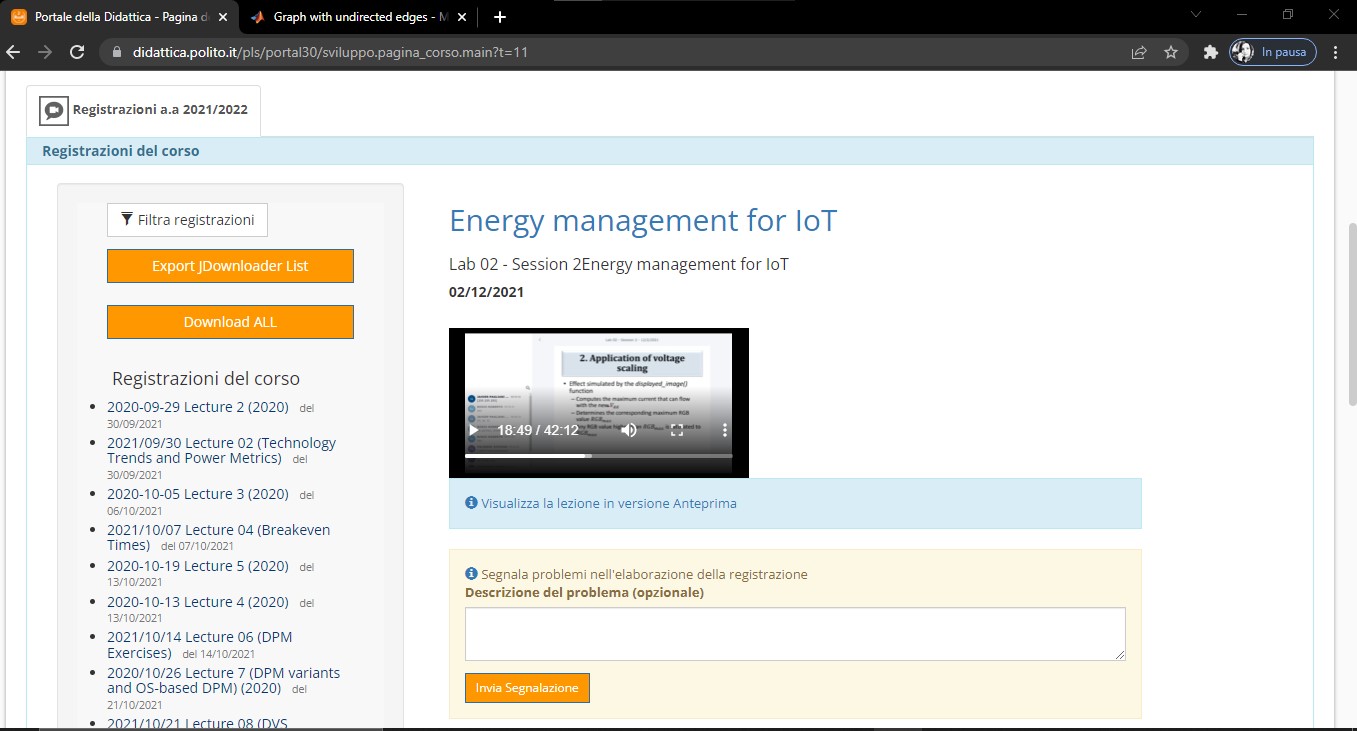 Portale della Didattica - Pagina d
Graph with undirected edges - M
didattica.polito.it/pls/portal30/sviluppo.pagina_corso.main?t=11
In pausa
Registrazioni a.a 2021/2022
Registrazioni del corso
Filtra registrazioni
Export JDownloader List
Download ALL
Registrazioni del corso
2020-09-29 Lecture 2 (2020) del
30/09/2021
2021/09/30 Lecture 02 (Technology
Trends and Power Metrics) del
30/09/2021
2020-10-05 Lecture 3 (2020) del
06/10/2021
2021/10/07 Lecture 04 (Breakeven
Times) del 07/10/2021
2020-10-19 Lecture 5 (2020) del
13/10/2021
2020-10-13 Lecture 4 (2020) del
13/10/2021
2021/10/14 Lecture 06 (DPM
Exercises) del 14/10/2021
2020/10/26 Lecture 7 (DPM variants
and OS-based DPM) (2020) del
21/10/2021
2021/10/21 Lecture 08 (DVS
Energy management for IoT
Lab 02 - Session 2Energy management for IoT
02/12/2021
2. Application of voltage
scaling
• Effect simulated by the displayed_image()
function
– Computes the maximum current that can flow
with the new
– Determines the corresponding maximum RGB
value
18:49 / 42:12
Visualizza la lezione in versione Anteprima
Segnala problemi nell'elaborazione della registrazione
Descrizione del problema (opzionale)
Invia Segnalazione